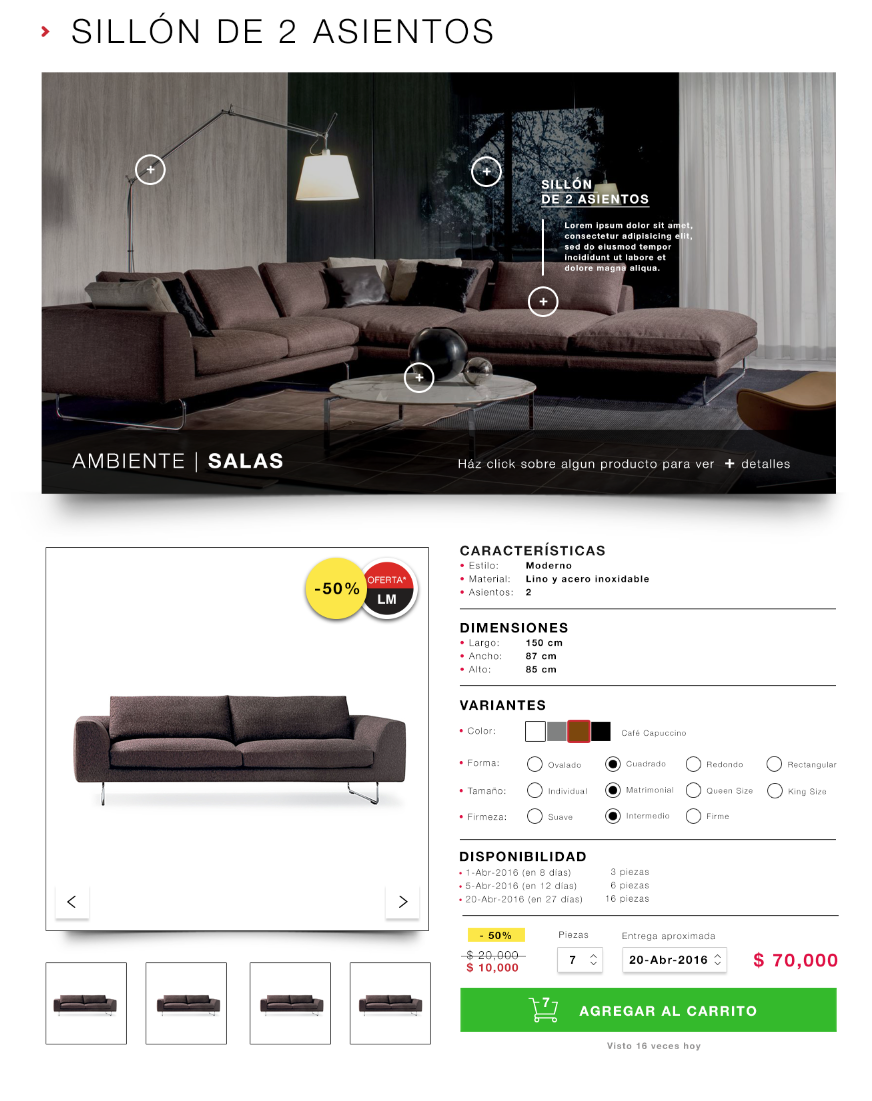 SILLÓN DE 2 ASIENTOS
SILLÓN
DE 2 ASIENTOS
Lorem ipsum dolor sit amet,
consectetur adipisicing elit,
sed do eiusmod tempor
incididunt ut labore et
dolore magna aliqua.
AMBIENTE | SALAS
Ház click sobre algun producto para ver + detalles
-50%
OFERTA*
LM
CARACTERÍSTICAS
• Estilo: Moderno
• Material: Lino y acero inoxidable
• Asientos: 2
DIMENSIONES
• Largo: 150 cm
• Ancho: 87 cm
• Alto: 85 cm
VARIANTES
• Color: Café Capuccino
• Forma: Ovalado Cuadrado Redondo Rectangular
• Tamaño: Individual Matrimonial Queen Size King Size
• Firmeza: Suave Intermedio Firme
DISPONIBILIDAD
• 1-Abr-2016 (en 8 días) 3 piezas
• 5-Abr-2016 (en 12 días) 6 piezas
• 20-Abr-2016 (en 27 días) 16 piezas
- 50% Piezas Entrega aproximada
$ 20,000
$ 10,000
7 20-Abr-2016 $ 70,000
7 AGREGAR AL CARRITO
Visto 16 veces hoy